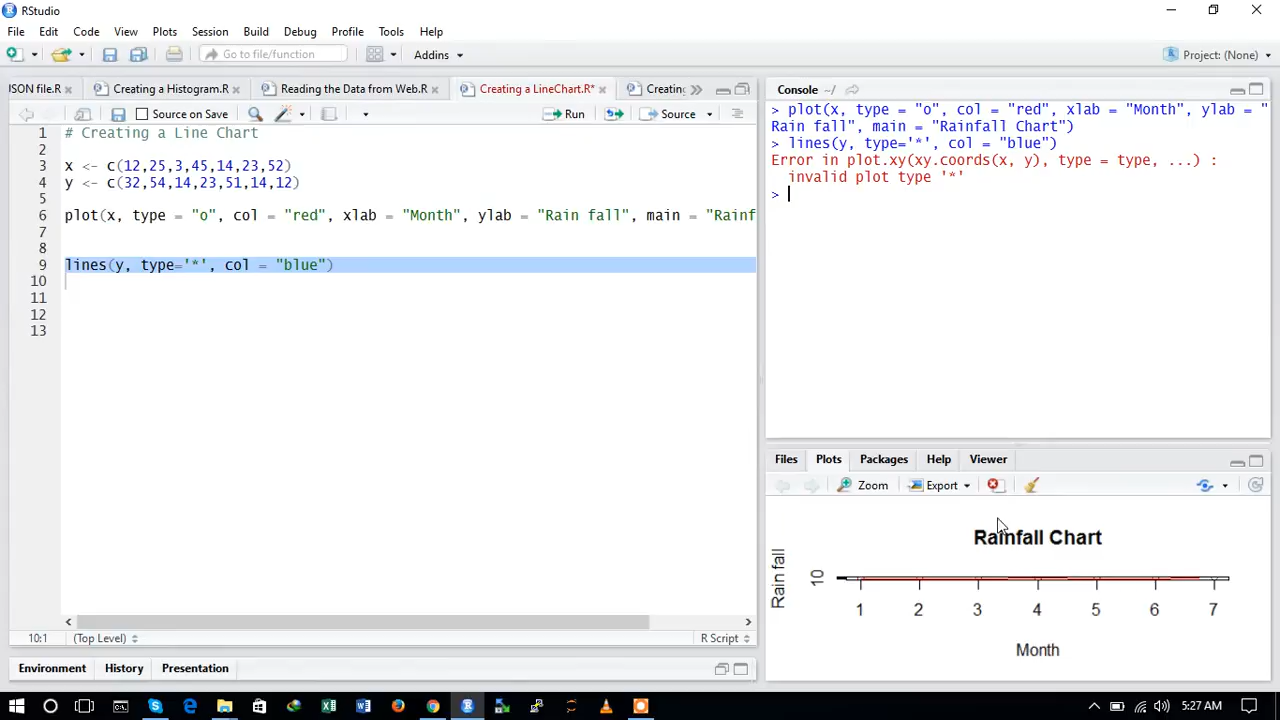 RStudio
File Edit Code View Plots Session Build Debug Profile Tools Help
Go to file/function Addins Project: (None)
JSON file.R Creating a Histogram.R Reading the Data from Web.R Creating a LineChart.R* Creating
Source on Save Run Source
1 # Creating a Line Chart
2
3 x <- c(12,25,3,45,14,23,52)
4 y <- c(32,54,14,23,51,14,12)
5
6 plot(x, type = "o", col = "red", xlab = "Month", ylab = "Rain fall", main = "Rainf
7
8
9 lines(y, type='*', col = "blue")
10
11
12
13
10:1 (Top Level) R Script
Environment History Presentation
Console ~/
> plot(x, type = "o", col = "red", xlab = "Month", ylab = "
Rain fall", main = "Rainfall Chart")
> lines(y, type='*', col = "blue")
Error in plot.xy(xy.coords(x, y), type = type, ...) :
invalid plot type '*'
>
Files Plots Packages Help Viewer
Zoom Export
Rainfall Chart
Rain fall
10
1 2 3 4 5 6 7
Month
5:27 AM